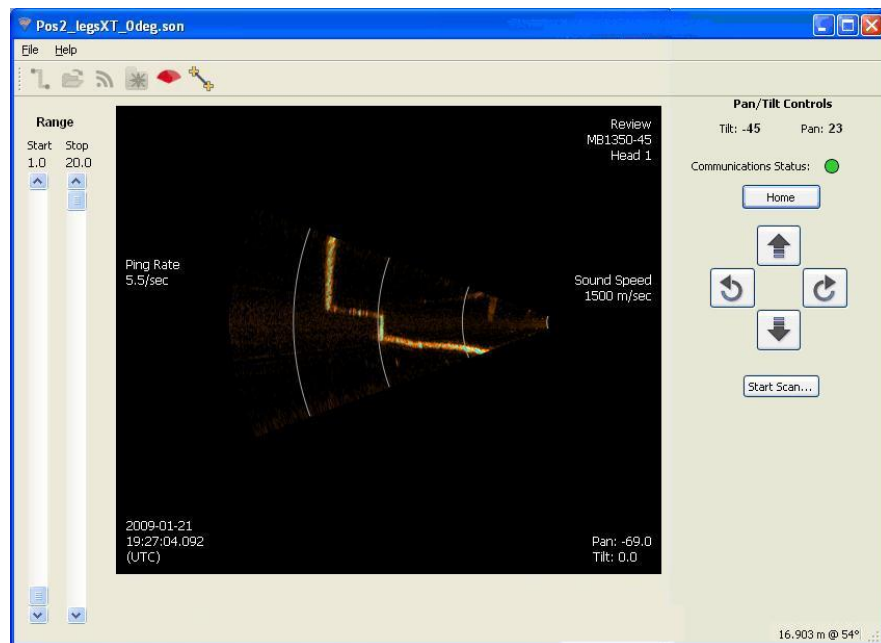 Pos2_legsXT_0deg.son
File Help
Range
Start Stop
1.0 20.0
Review
MB1350-45
Head 1
Ping Rate
5.5/sec
Sound Speed
1500 m/sec
2009-01-21
19:27:04.092
(UTC)
Pan: -69.0
Tilt: 0.0
Pan/Tilt Controls
Tilt: -45 Pan: 23
Communications Status:
Home
Start Scan...
16.903 m @ 54°